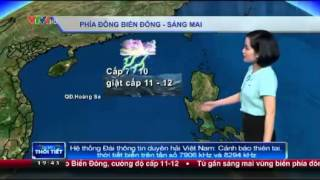 VTV1
PHÍA ĐÔNG BIỂN ĐÔNG - SÁNG MAI
Cấp 7 - 10
giật cấp 11 - 12
QĐ.Hoàng Sa
THỜI TIẾT
Hệ thống Đài thông tin duyên hải Việt Nam: Cảnh báo thiên tai,
thời tiết biển trên tần số 7906 kHz và 8294 kHz
19:43
Biển Đông, cường độ cấp 11-12
Từ gần sáng mai vùng biển phía đông